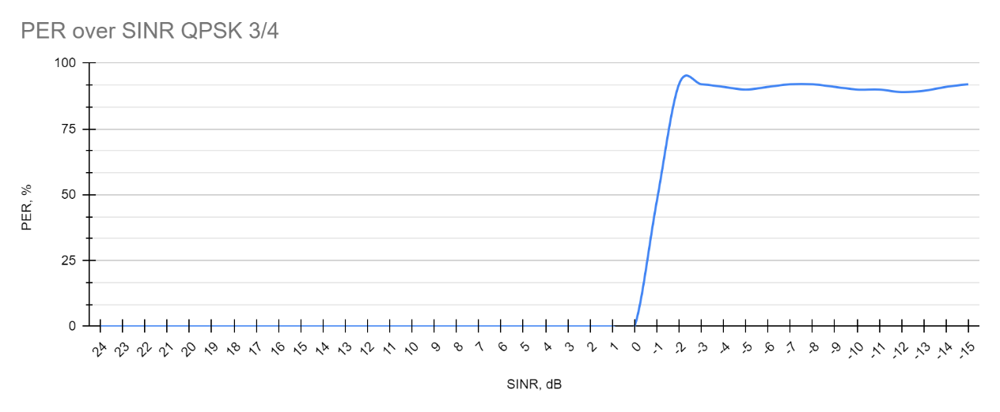 PER over SINR QPSK 3/4
100
75
50
25
0
PER, %
24 23 22 21 20 19 18 17 16 15 14 13 12 11 10 9 8 7 6 5 4 3 2 1 0 -1 -2 -3 -4 -5 -6 -7 -8 -9 -10 -11 -12 -13 -14 -15
SINR, dB